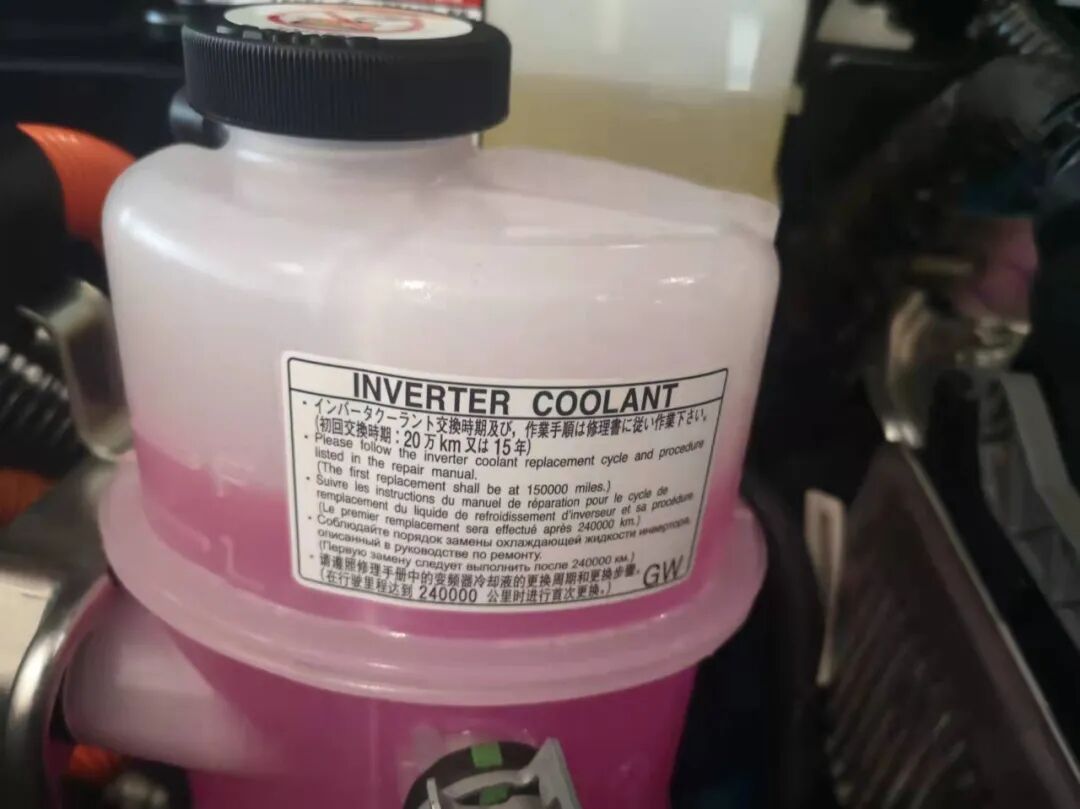 INVERTER COOLANT
・インバータクーラント交換時期及び，作業手順は修理書に従い作業下さい。
(初回交換時期：20万km又は15年)
・Please follow the inverter coolant replacement cycle and procedure
listed in the repair manual.
(The first replacement shall be at 150000 miles.)
・Suivre les instructions du manuel de réparation pour le cycle de
remplacement du liquide de refroidissement d'inverseur et sa procédure.
(Le premier remplacement sera effectué après 240000 km.)
・Соблюдайте порядок замены охлаждающей жидкости инвертора,
описанный в руководстве по ремонту.
(Первую замену следует выполнить после 240000 км.)
・请遵照修理手册中的变频器冷却液的更换周期和更换步骤。
(在行驶里程达到 240000 公里时进行首次更换。)
GW